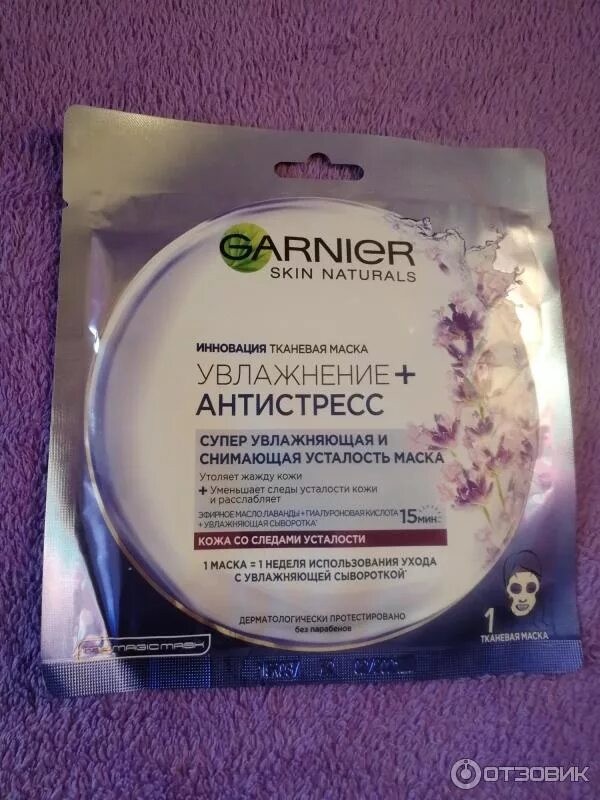 GARNIER
SKIN NATURALS
ИННОВАЦИЯ ТКАНЕВАЯ МАСКА
УВЛАЖНЕНИЕ +
АНТИСТРЕСС
СУПЕР УВЛАЖНЯЮЩАЯ И
СНИМАЮЩАЯ УСТАЛОСТЬ МАСКА
Утоляет жажду кожи
+ Уменьшает следы усталости кожи
и расслабляет
ЭФИРНОЕ МАСЛО ЛАВАНДЫ + ГИАЛУРОНОВАЯ КИСЛОТА
+ УВЛАЖНЯЮЩАЯ СЫВОРОТКА*
15 МИН
КОЖА СО СЛЕДАМИ УСТАЛОСТИ
1 МАСКА = 1 НЕДЕЛЯ ИСПОЛЬЗОВАНИЯ УХОДА
С УВЛАЖНЯЮЩЕЙ СЫВОРОТКОЙ*
ДЕРМАТОЛОГИЧЕСКИ ПРОТЕСТИРОВАНО
без парабенов
1
ТКАНЕВАЯ МАСКА
MAGIC MASK
ОТЗОВИК